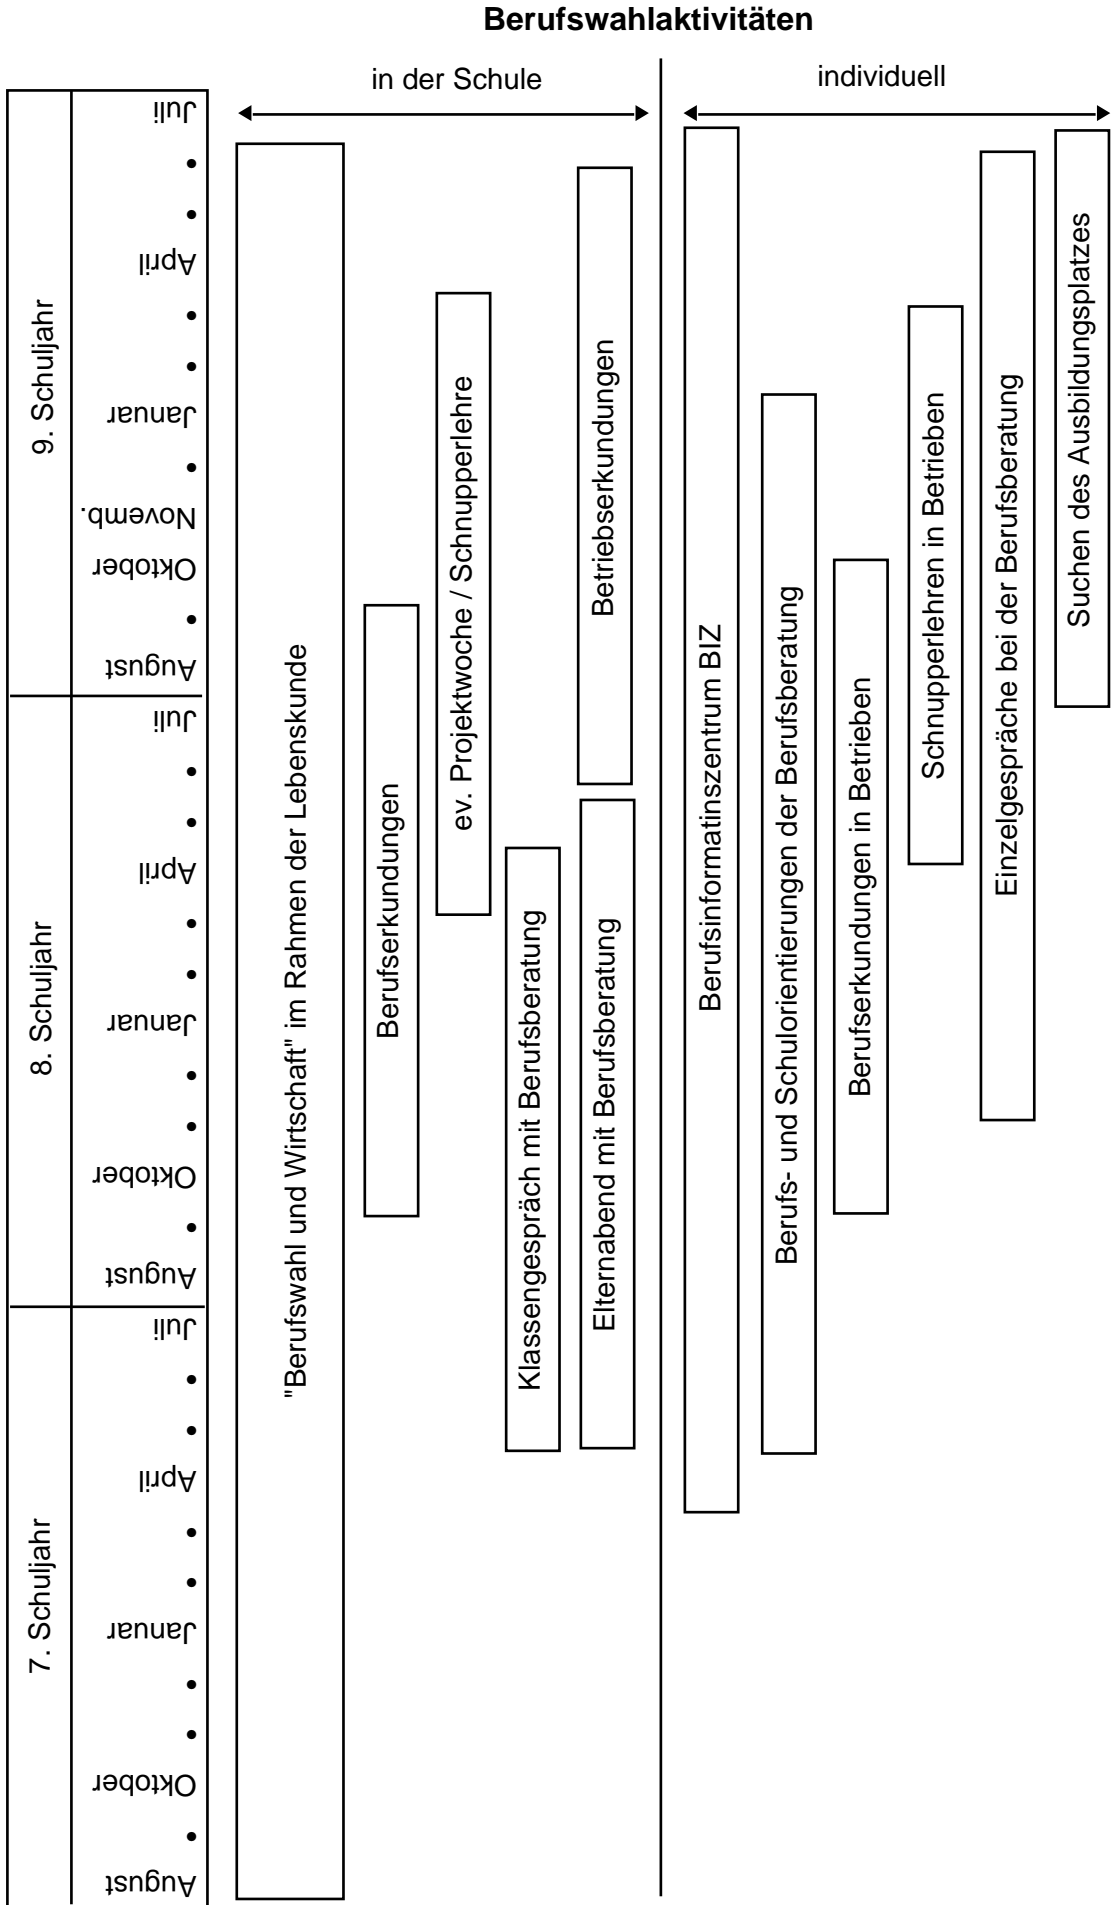 Berufswahlaktivitäten
in der Schule
individuell
9. Schuljahr
Juli
•
•
April
•
•
Januar
•
Novemb.
Oktober
•
August
8. Schuljahr
Juli
•
•
April
•
•
Januar
•
•
Oktober
•
August
7. Schuljahr
Juli
•
•
April
•
•
Januar
•
•
Oktober
•
August
"Berufswahl und Wirtschaft" im Rahmen der Lebenskunde
Berufserkundungen
ev. Projektwoche / Schnupperlehre
Klassengespräch mit Berufsberatung
Betriebserkundungen
Elternabend mit Berufsberatung
Berufsinformatinszentrum BIZ
Berufs- und Schulorientierungen der Berufsberatung
Berufserkundungen in Betrieben
Schnupperlehren in Betrieben
Einzelgespräche bei der Berufsberatung
Suchen des Ausbildungsplatzes